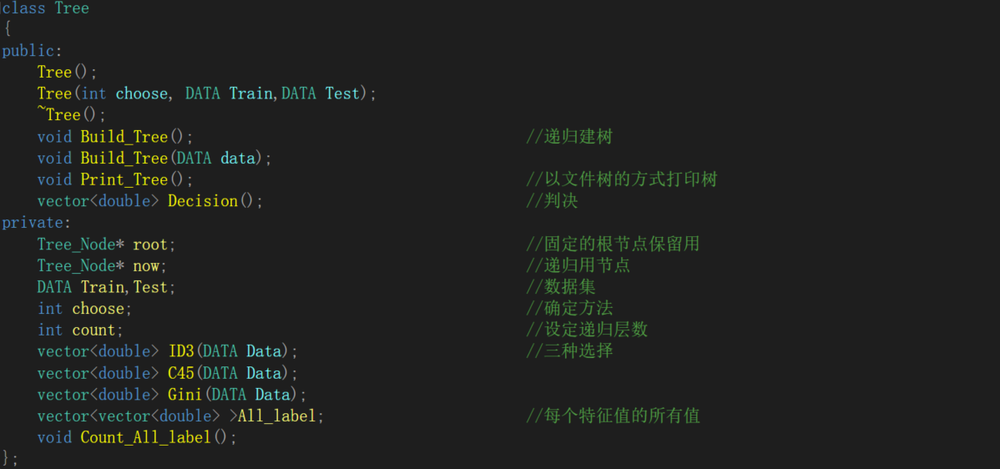 class Tree
{
public:
    Tree();
    Tree(int choose, DATA Train,DATA Test);
    ~Tree();
    void Build_Tree();                                      //递归建树
    void Build_Tree(DATA data);
    void Print_Tree();                                      //以文件树的方式打印树
    vector<double> Decision();                              //判决
private:
    Tree_Node* root;                                        //固定的根节点保留用
    Tree_Node* now;                                         //递归用节点
    DATA Train,Test;                                        //数据集
    int choose;                                             //确定方法
    int count;                                              //设定递归层数
    vector<double> ID3(DATA Data);                          //三种选择
    vector<double> C45(DATA Data);
    vector<double> Gini(DATA Data);
    vector<vector<double> >All_label;                       //每个特征值的所有值
    void Count_All_label();
};